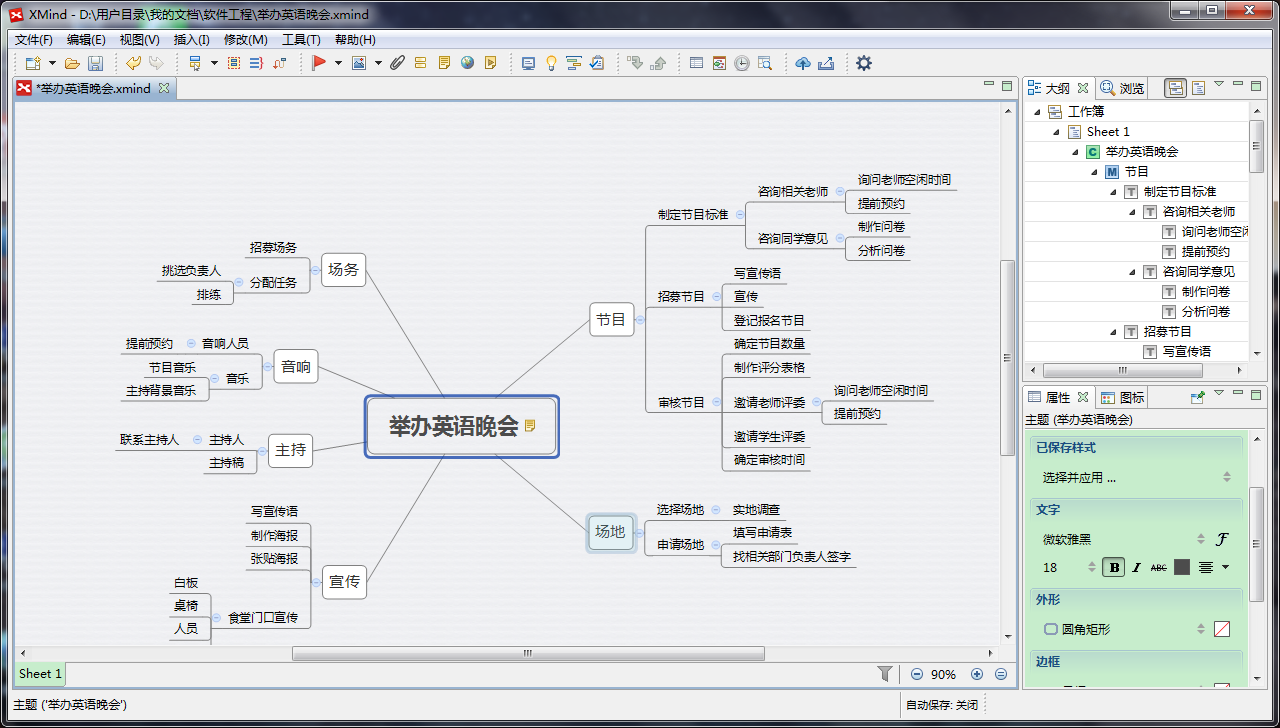 XMind - D:\用户目录\我的文档\软件工程\举办英语晚会.xmind
文件(F) 编辑(E) 视图(V) 插入(I) 修改(M) 工具(T) 帮助(H)
*举办英语晚会.xmind
招募场务
场务
挑选负责人
分配任务
排练
提前预约
音响人员
音响
节目音乐
音乐
主持背景音乐
联系主持人
主持人
主持
主持稿
写宣传语
制作海报
张贴海报
宣传
白板
桌椅
食堂门口宣传
人员
举办英语晚会
询问老师空闲时间
咨询相关老师
提前预约
制定节目标准
制作问卷
咨询同学意见
分析问卷
写宣传语
招募节目
宣传
节目
登记报名节目
确定节目数量
制作评分表格
询问老师空闲时间
审核节目
邀请老师评委
提前预约
邀请学生评委
确定审核时间
选择场地
实地调查
场地
填写申请表
申请场地
找相关部门负责人签字
Sheet 1
90%
主题 ('举办英语晚会')
自动保存: 关闭
大纲
浏览
工作簿
Sheet 1
C 举办英语晚会
M 节目
T 制定节目标准
T 咨询相关老师
T 询问老师空闲
T 提前预约
T 咨询同学意见
T 制作问卷
T 分析问卷
T 招募节目
T 写宣传语
属性
图标
主题 (举办英语晚会)
已保存样式
选择并应用 ...
文字
微软雅黑
18 B I ABC
外形
圆角矩形
边框